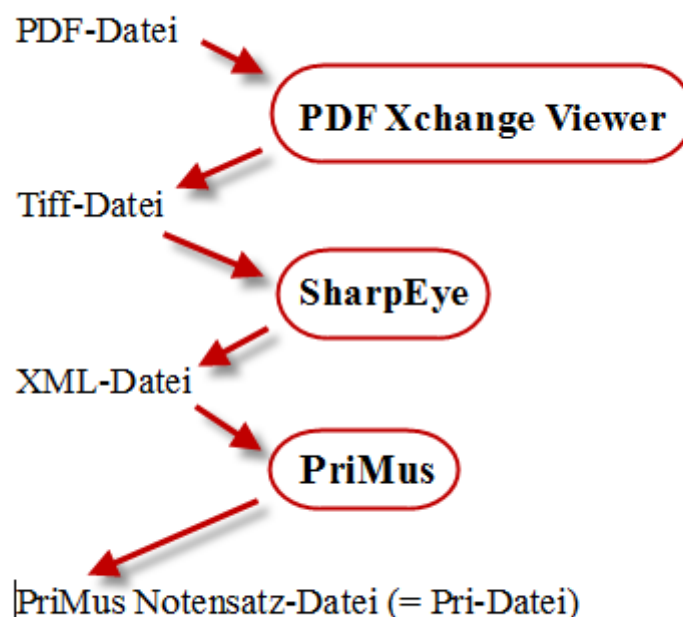 PDF-Datei
PDF Xchange Viewer
Tiff-Datei
SharpEye
XML-Datei
PriMus
PriMus Notensatz-Datei (= Pri-Datei)